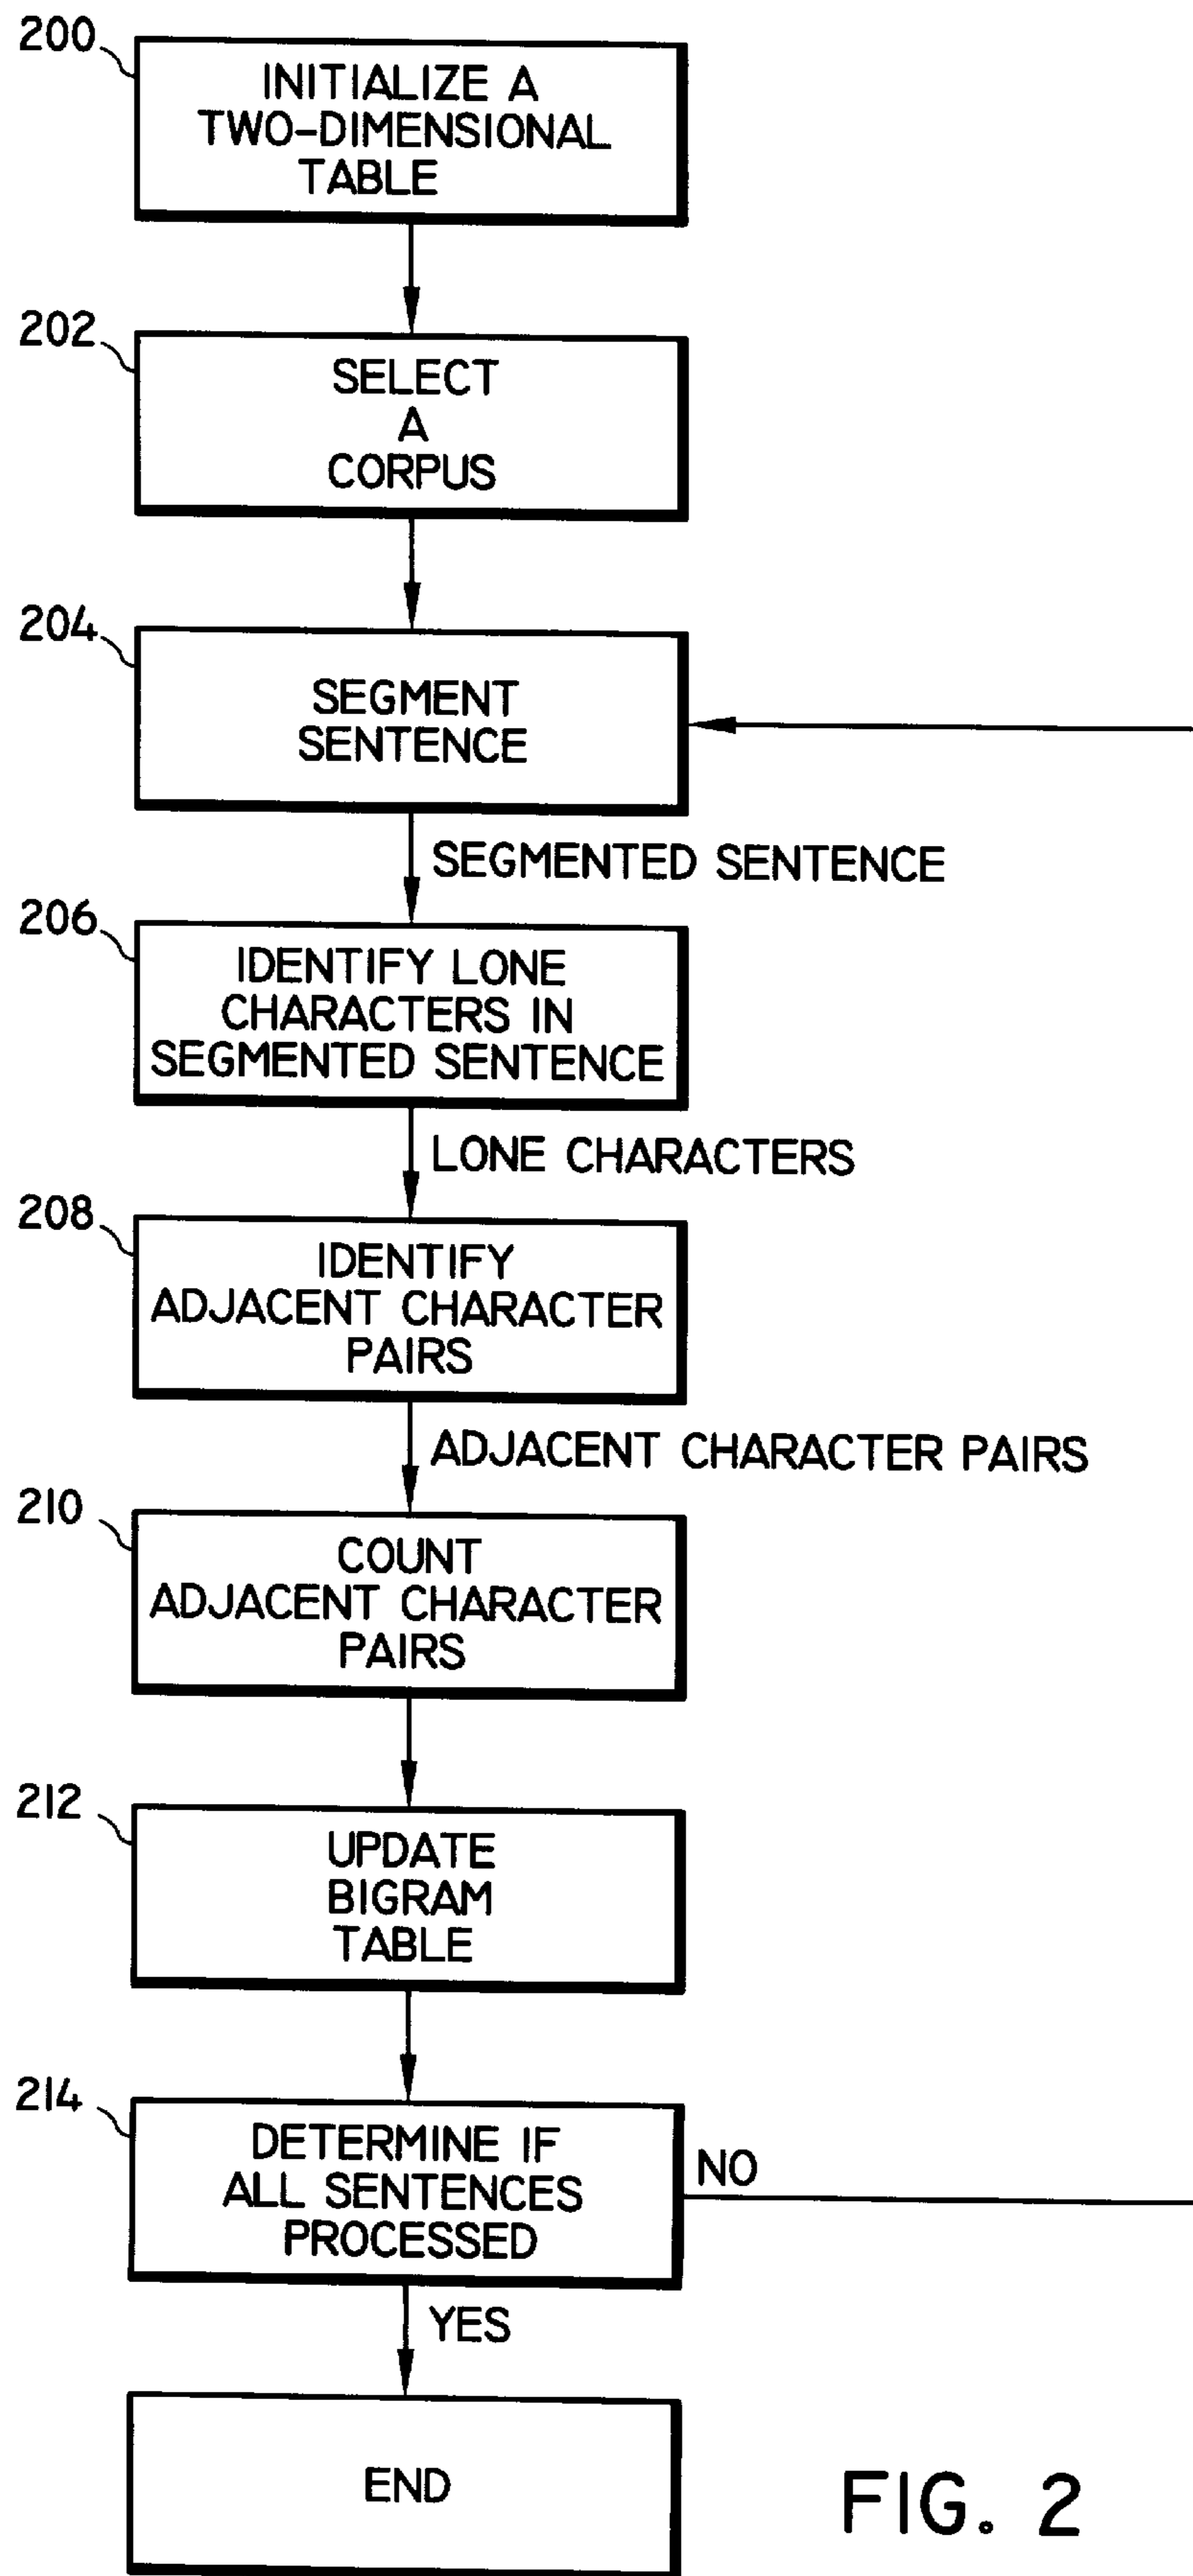 200
INITIALIZE A
TWO-DIMENSIONAL
TABLE
202
SELECT
A
CORPUS
204
SEGMENT
SENTENCE
SEGMENTED SENTENCE
206
IDENTIFY LONE
CHARACTERS IN
SEGMENTED SENTENCE
LONE CHARACTERS
208
IDENTIFY
ADJACENT CHARACTER
PAIRS
ADJACENT CHARACTER PAIRS
210
COUNT
ADJACENT CHARACTER
PAIRS
212
UPDATE
BIGRAM
TABLE
214
DETERMINE IF
ALL SENTENCES
PROCESSED
NO
YES
END
FIG. 2